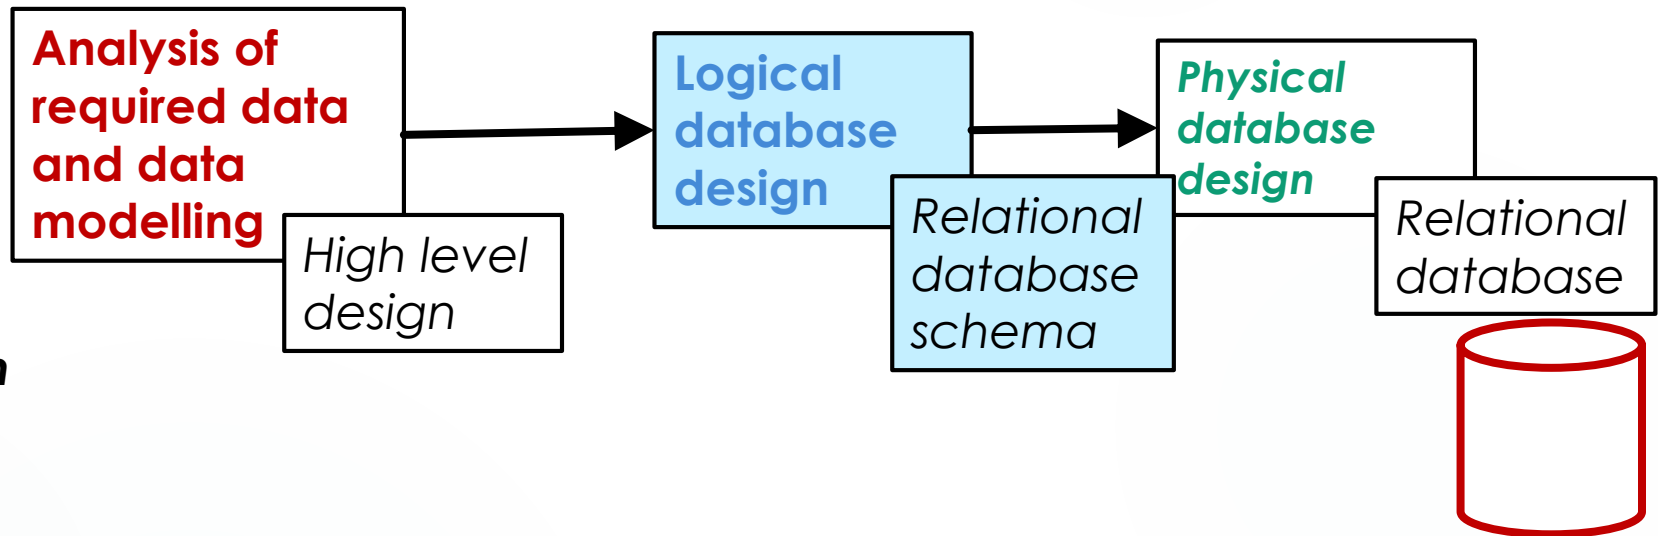 Analysis of
required data
and data
modelling
High level
design
Logical
database
design
Relational
database
schema
Physical
database
design
Relational
database